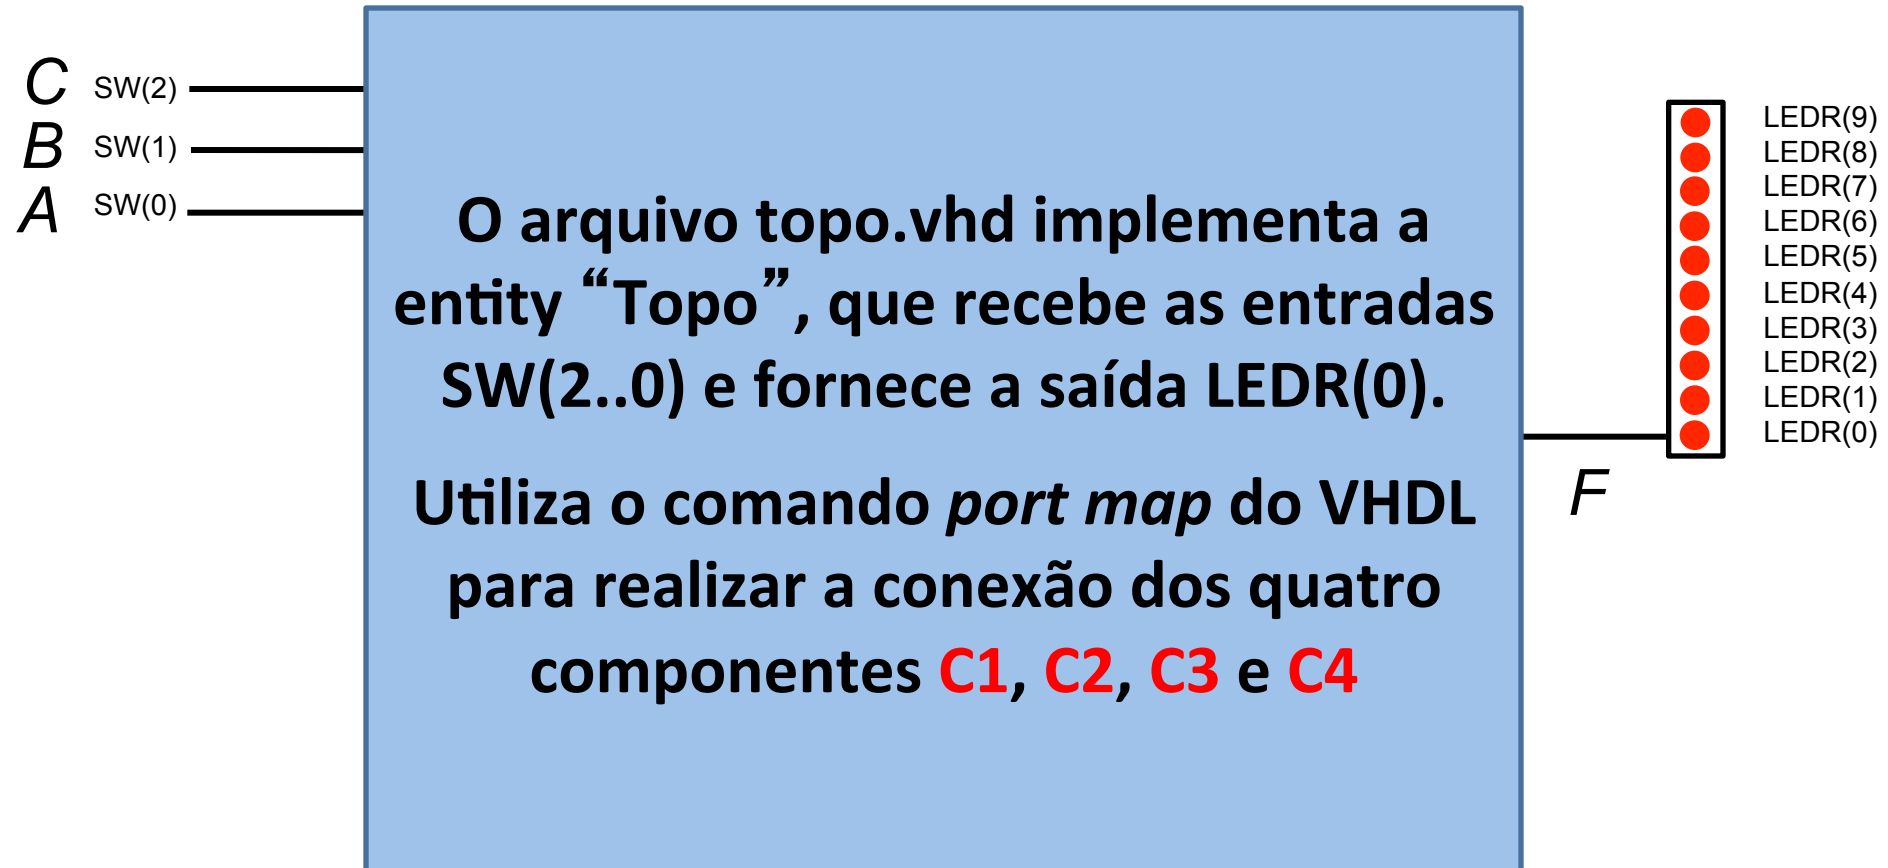 C SW(2)
B SW(1)
A SW(0)
O arquivo topo.vhd implementa a
entity “Topo”, que recebe as entradas
SW(2..0) e fornece a saída LEDR(0).
Utiliza o comando port map do VHDL
para realizar a conexão dos quatro
componentes C1, C2, C3 e C4
LEDR(9)
LEDR(8)
LEDR(7)
LEDR(6)
LEDR(5)
LEDR(4)
LEDR(3)
LEDR(2)
LEDR(1)
LEDR(0)
F